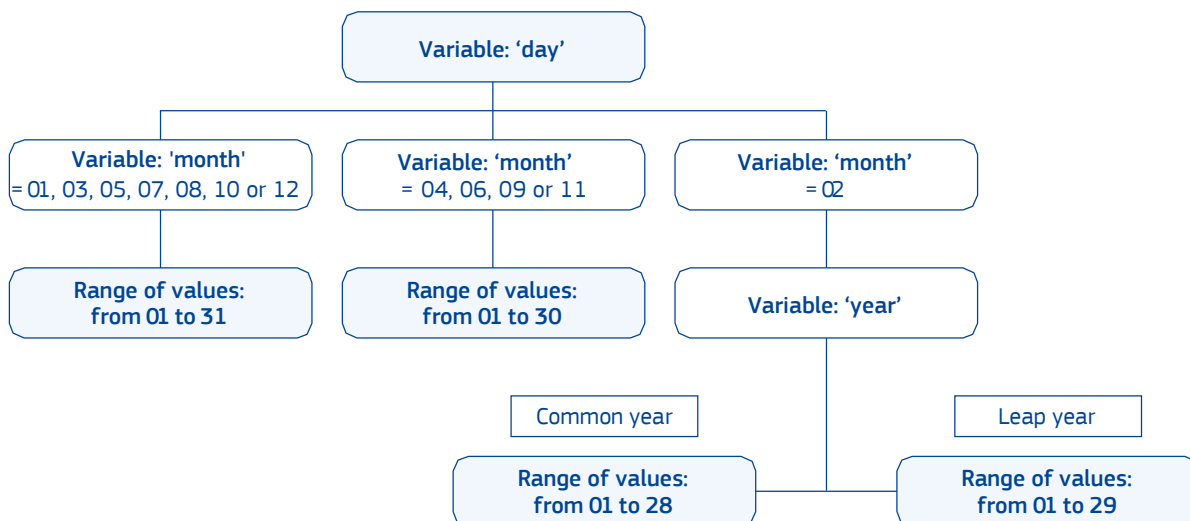 Variable: ‘day’
Variable: 'month'
= 01, 03, 05, 07, 08, 10 or 12
Variable: ‘month’
= 04, 06, 09 or 11
Variable: ‘month’
= 02
Range of values:
from 01 to 31
Range of values:
from 01 to 30
Variable: ‘year’
Common year
Leap year
Range of values:
from 01 to 28
Range of values:
from 01 to 29